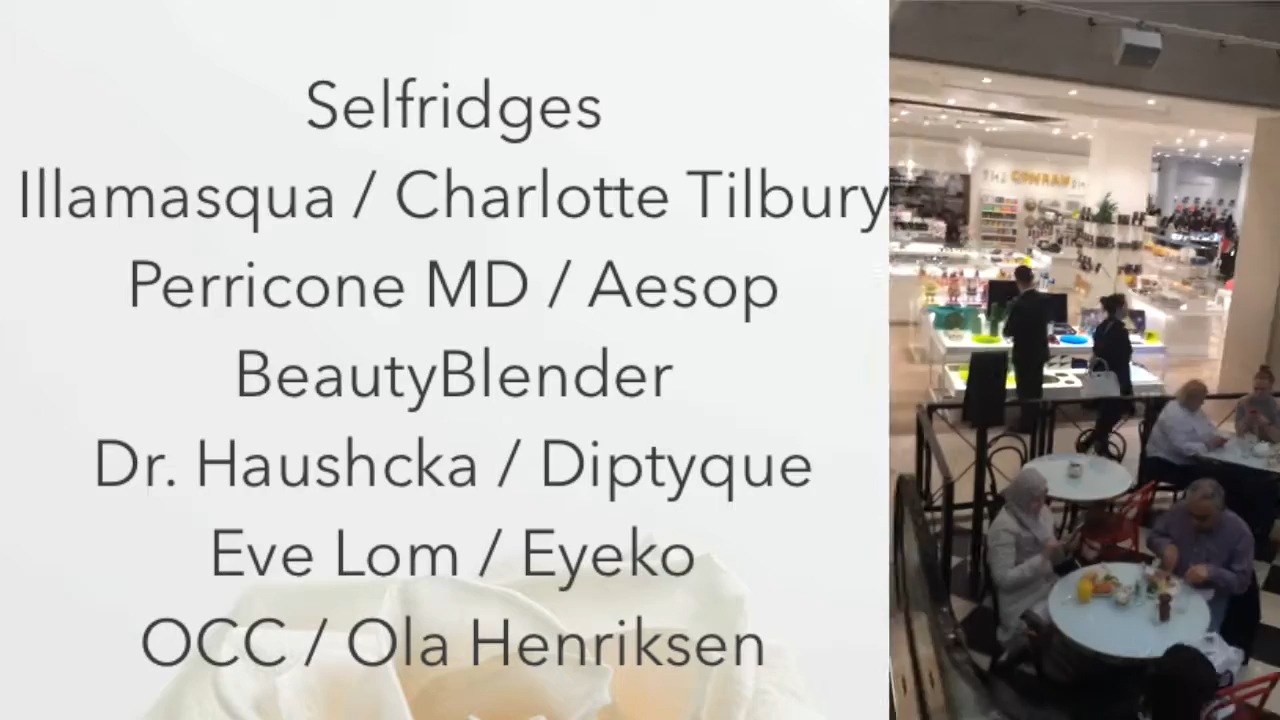 Selfridges
Illamasqua / Charlotte Tilbury
Perricone MD / Aesop
BeautyBlender
Dr. Haushcka / Diptyque
Eve Lom / Eyeko
OCC / Ola Henriksen
THE CONRAN